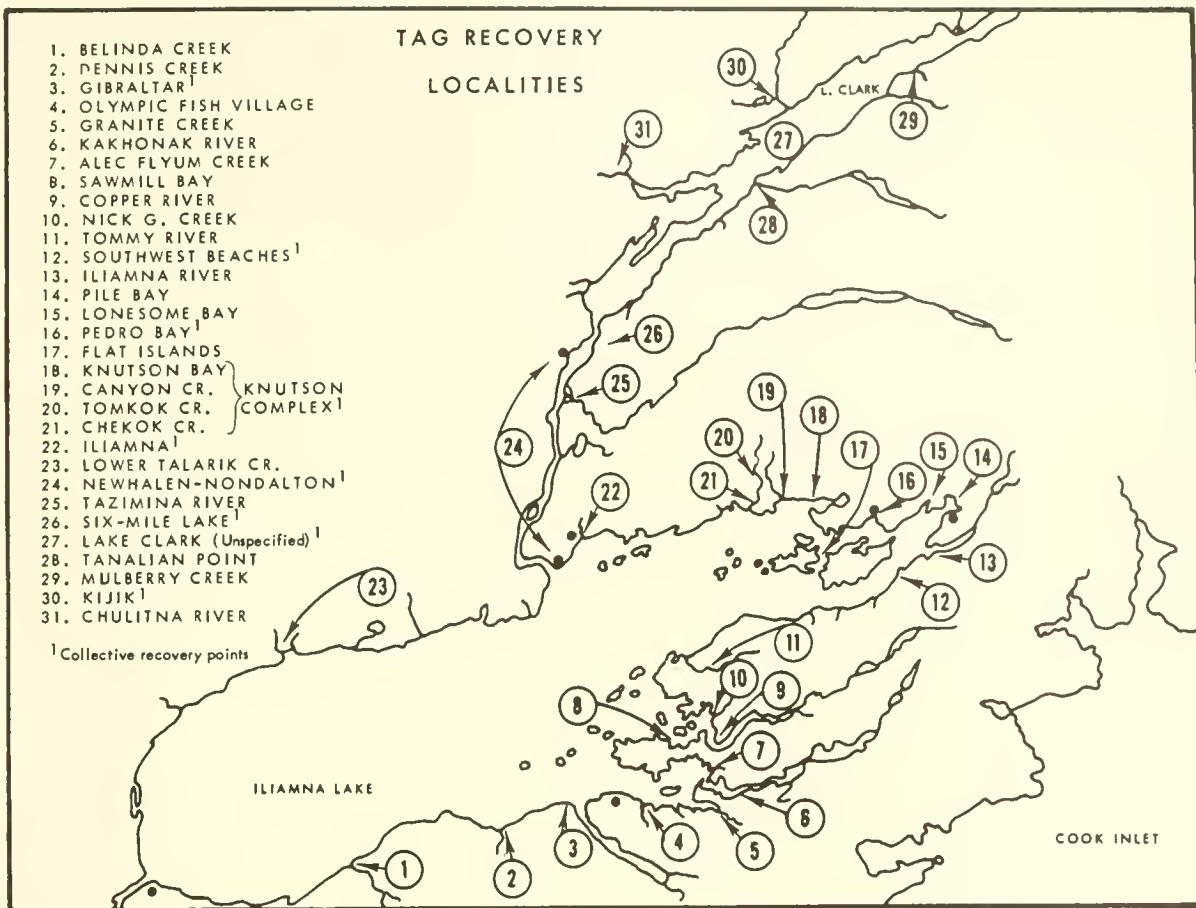 TAG RECOVERY
LOCALITIES
1. BELINDA CREEK
2. DENNIS CREEK
3. GIBRALTAR¹
4. OLYMPIC FISH VILLAGE
5. GRANITE CREEK
6. KAKHONAK RIVER
7. ALEC FLYUM CREEK
8. SAWMILL BAY
9. COPPER RIVER
10. NICK G. CREEK
11. TOMMY RIVER
12. SOUTHWEST BEACHES¹
13. ILIAMNA RIVER
14. PILE BAY
15. LONESOME BAY
16. PEDRO BAY¹
17. FLAT ISLANDS
18. KNUTSON BAY
19. CANYON CR.
20. TOMKOK CR.
21. CHEKOK CR.
KNUTSON
COMPLEX¹
22. ILIAMNA¹
23. LOWER TALARIK CR.
24. NEWHALEN-NONDALTON¹
25. TAZIMINA RIVER
26. SIX-MILE LAKE¹
27. LAKE CLARK (Unspecified)¹
28. TANALIAN POINT
29. MULBERRY CREEK
30. KIJIK¹
31. CHULITNA RIVER
¹ Collective recovery points
30
L. CLARK
29
31
27
28
26
25
24
19
18
20
17
15
14
21
16
22
13
12
23
11
10
9
8
7
ILIAMNA LAKE
6
COOK INLET
4
5
3
2
1